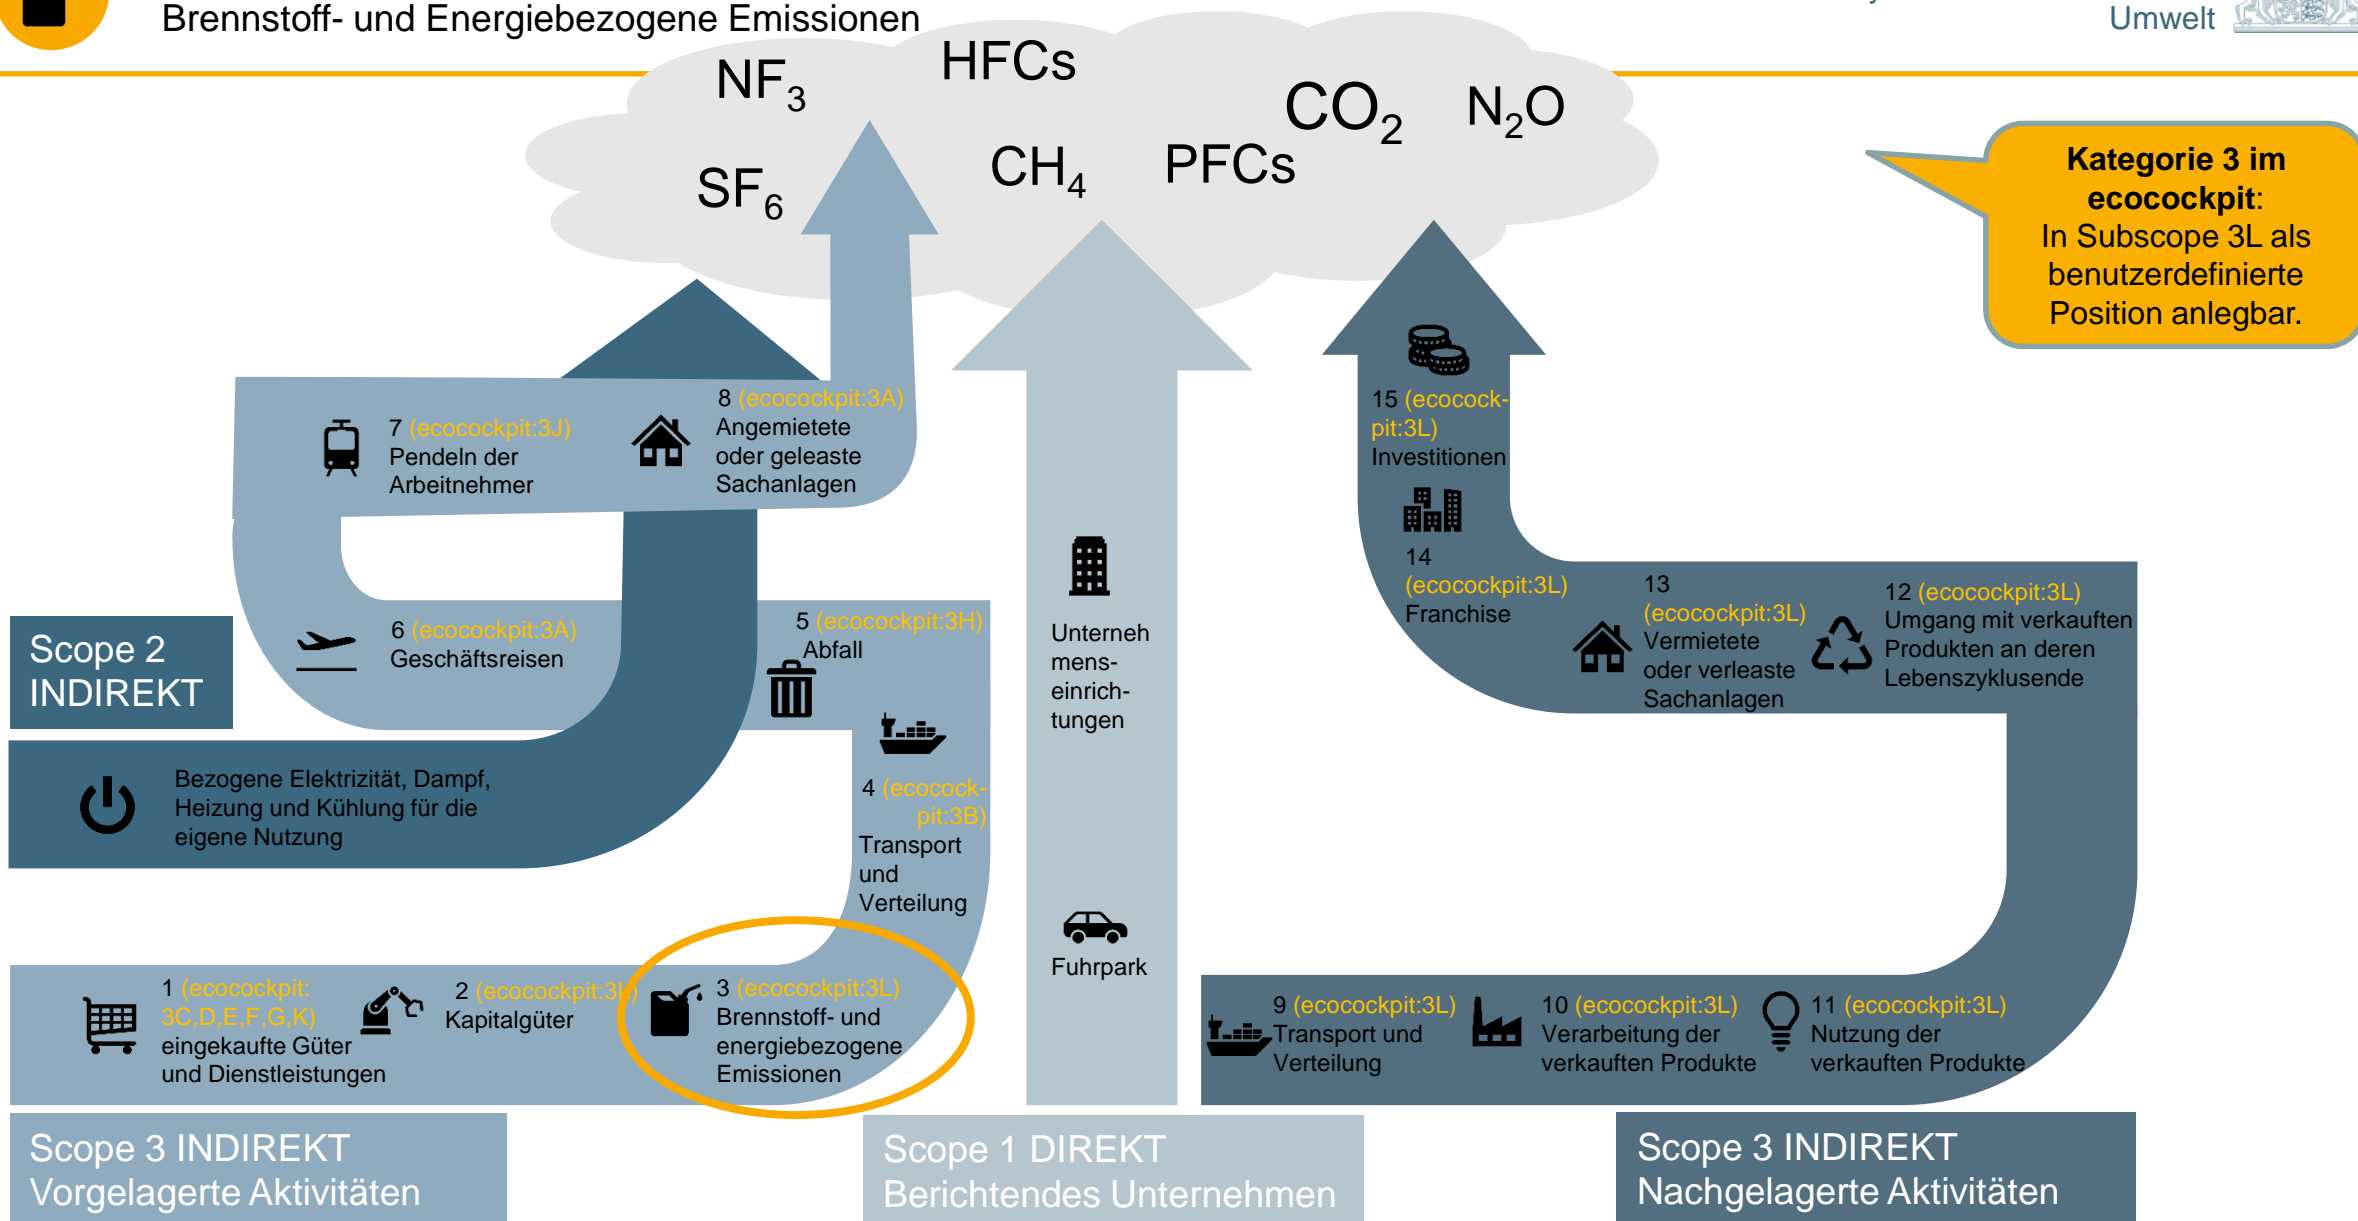 Brennstoff- und Energiebezogene Emissionen
Umwelt
NF₃
HFCs
CO₂
N₂O
SF₆
CH₄
PFCs
Kategorie 3 im
ecocockpit:
In Subscope 3L als
benutzerdefinierte
Position anlegbar.
7 (ecocockpit:3J)
Pendeln der
Arbeitnehmer
8 (ecocockpit:3A)
Angemietete
oder geleaste
Sachanlagen
15 (ecocock-
pit:3L)
Investitionen
14
(ecocockpit:3L)
Franchise
13
(ecocockpit:3L)
Vermietete
oder verleaste
Sachanlagen
12 (ecocockpit:3L)
Umgang mit verkauften
Produkten an deren
Lebenszyklusende
Scope 2
INDIREKT
6 (ecocockpit:3A)
Geschäftsreisen
5 (ecocockpit:3H)
Abfall
Unterneh
mens-
einrich-
tungen
Bezogene Elektrizität, Dampf,
Heizung und Kühlung für die
eigene Nutzung
4 (ecocock-
pit:3B)
Transport
und
Verteilung
Fuhrpark
1 (ecocockpit:
3C,D,E,F,G,K)
eingekaufte Güter
und Dienstleistungen
2 (ecocockpit:3I)
Kapitalgüter
3 (ecocockpit:3L)
Brennstoff- und
energiebezogene
Emissionen
9 (ecocockpit:3L)
Transport und
Verteilung
10 (ecocockpit:3L)
Verarbeitung der
verkauften Produkte
11 (ecocockpit:3L)
Nutzung der
verkauften Produkte
Scope 3 INDIREKT
Vorgelagerte Aktivitäten
Scope 1 DIREKT
Berichtendes Unternehmen
Scope 3 INDIREKT
Nachgelagerte Aktivitäten